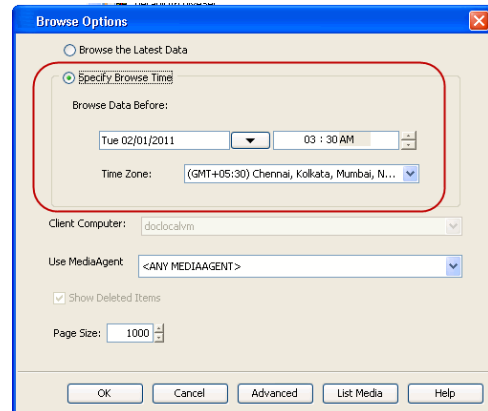 Browse Options
Browse the Latest Data
Specify Browse Time
Browse Data Before:
Tue 02/01/2011 03 : 30 AM
Time Zone: (GMT+05:30) Chennai, Kolkata, Mumbai, N...
Client Computer: doclocalvm
Use MediaAgent <ANY MEDIAAGENT>
Show Deleted Items
Page Size: 1000
OK Cancel Advanced List Media Help